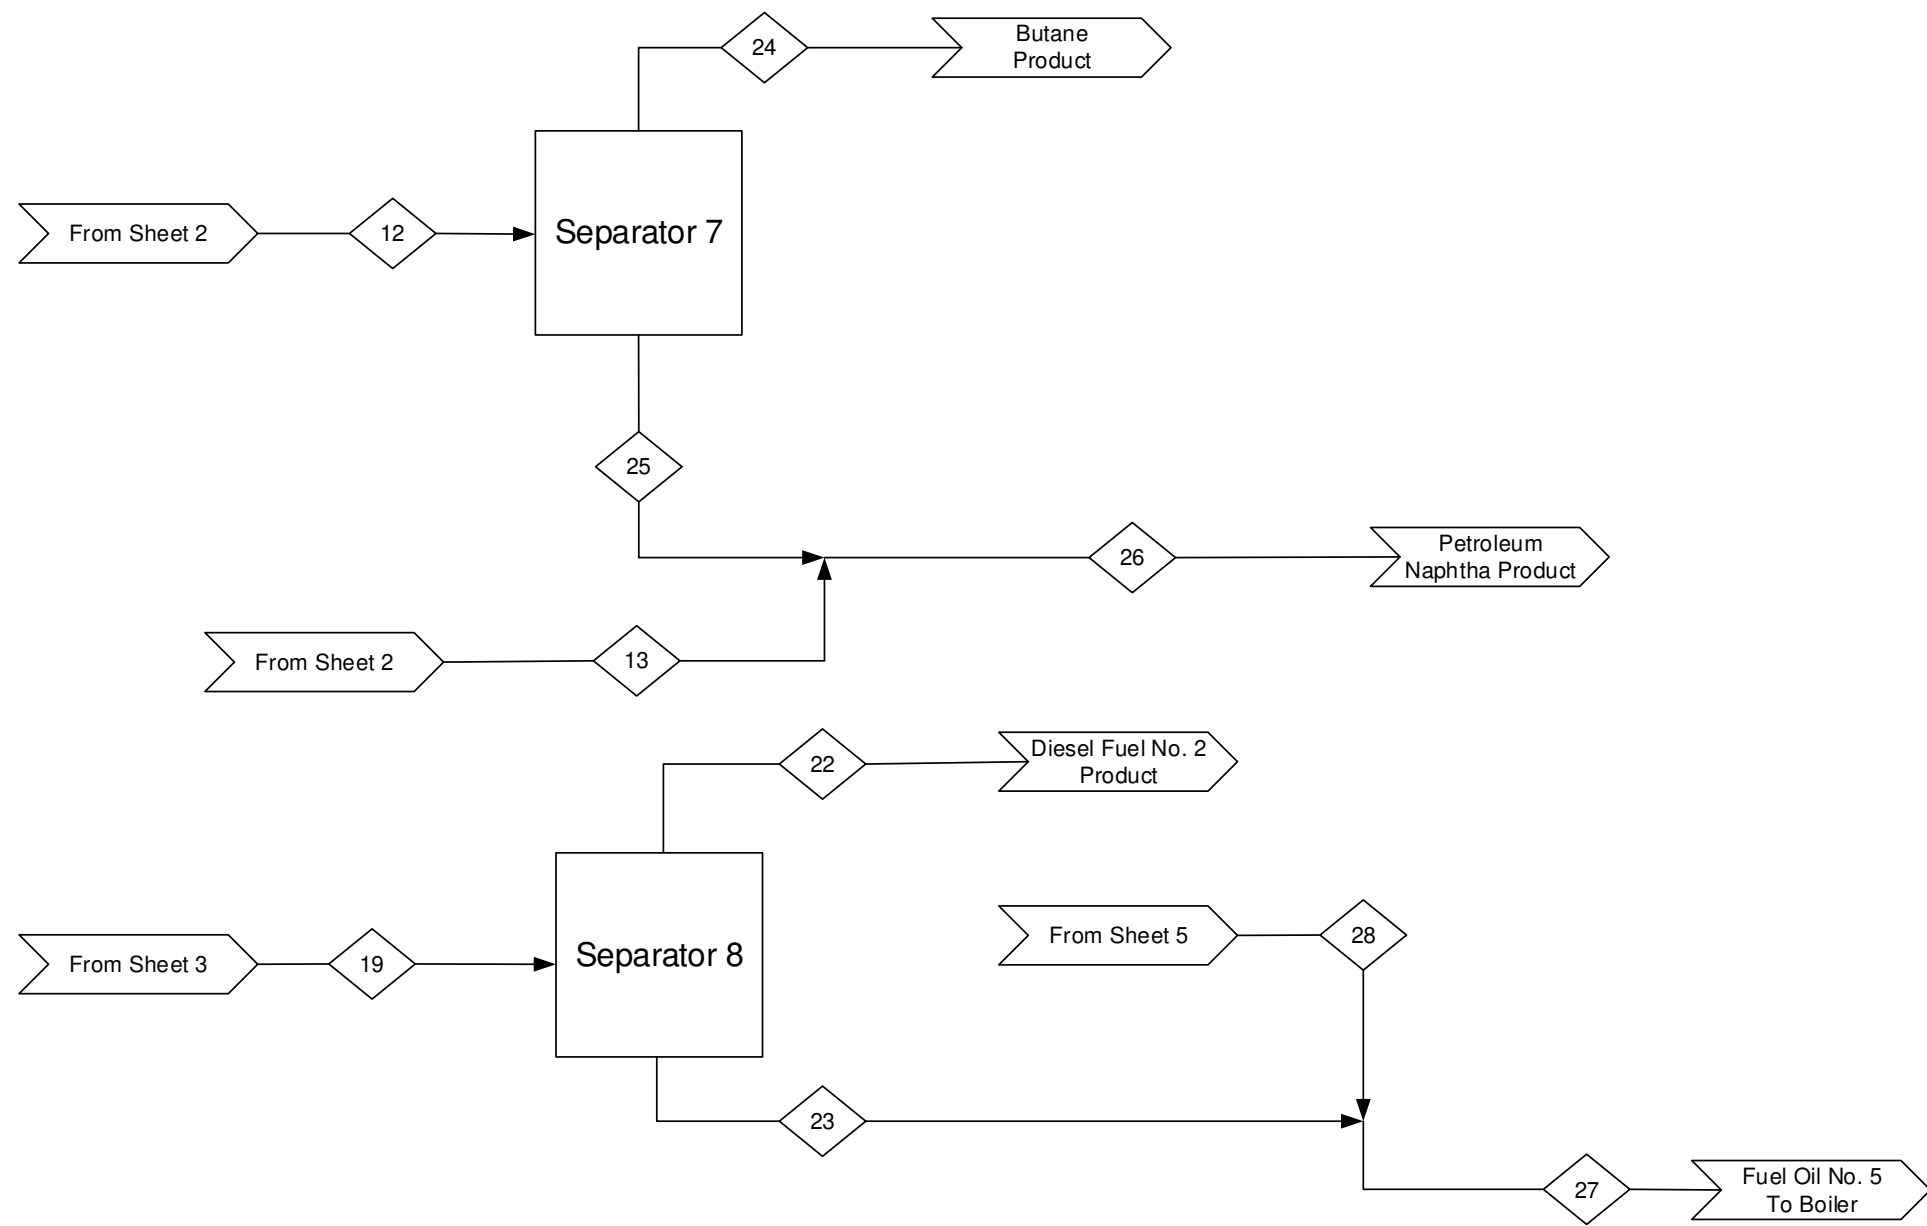 24
Butane
Product
From Sheet 2
12
Separator 7
25
26
Petroleum
Naphtha Product
From Sheet 2
13
22
Diesel Fuel No. 2
Product
From Sheet 3
19
Separator 8
From Sheet 5
28
23
27
Fuel Oil No. 5
To Boiler